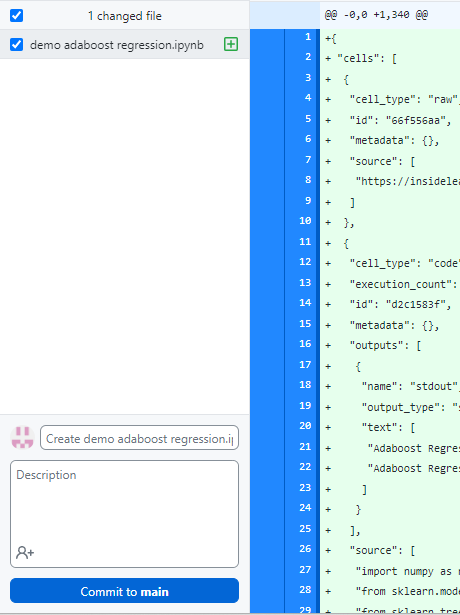 1 changed file
demo adaboost regression.ipynb
Create demo adaboost regression.ip
Description
Commit to main
@@ -0,0 +1,340 @@
1 +{
2 + "cells": [
3 + {
4 + "cell_type": "raw",
5 + "id": "66f556aa",
6 + "metadata": {},
7 + "source": [
8 + "https://insidelea
9 + ]
10 + },
11 + {
12 + "cell_type": "code"
13 + "execution_count":
14 + "id": "d2c1583f",
15 + "metadata": {},
16 + "outputs": [
17 + {
18 + "name": "stdout",
19 + "output_type": "s
20 + "text": [
21 + "Adaboost Regres
22 + "Adaboost Regres
23 + ]
24 + }
25 + ],
26 + "source": [
27 + "import numpy as n
28 + "from sklearn.mode
29 + "from sklearn.tree